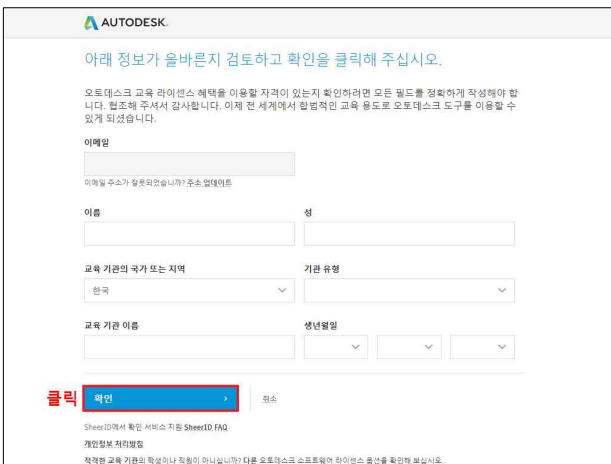 AUTODESK.
아래 정보가 올바른지 검토하고 확인을 클릭해 주십시오.
오토데스크 교육 라이센스 혜택을 이용할 자격이 있는지 확인하려면 모든 필드를 정확하게 작성해야 합
니다. 협조해 주셔서 감사합니다. 이제 전 세계에서 합법적인 교육 용도로 오토데스크 도구를 이용할 수
있게 되셨습니다.
이메일
이메일 주소가 잘못되었습니까? 주소 업데이트
이름 성
교육 기관의 국가 또는 지역 기관 유형
한국
교육 기관 이름 생년월일
클릭 확인 › 취소
SheerID에서 확인 서비스 지원 SheerID FAQ
개인정보 처리방침
적격한 교육 기관의 학생이나 직원이 아니십니까? 다른 오토데스크 소프트웨어 라이센스 옵션을 확인해 보십시오.